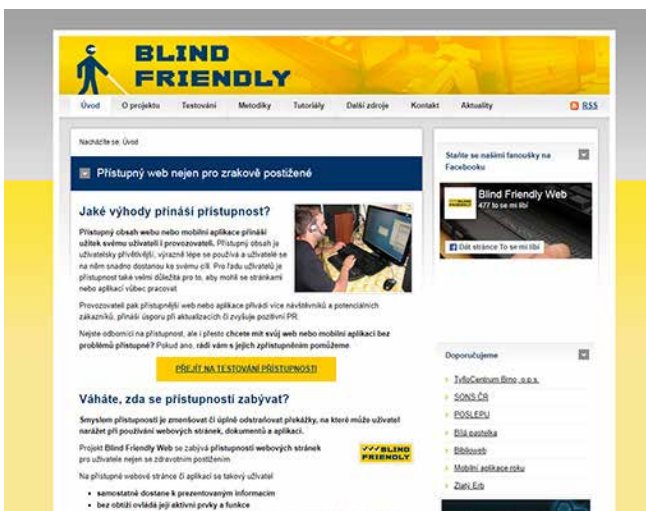 BLIND
FRIENDLY
Úvod O projektu Testování Metodiky Tutoriály Další zdroje Kontakt Aktuality RSS
Nacházíte se: Úvod
Přístupný web nejen pro zrakově postižené
Jaké výhody přináší přístupnost?
Přístupný obsah webu nebo mobilní aplikace přináší
užitek svému uživateli i provozovateli. Přístupný obsah je
uživatelsky přívětivější, výrazně lépe se používá a uživatelé se
na něm snadno dostanou ke svému cíli. Pro řadu uživatelů je
přístupnost také velmi důležitá pro to, aby mohli se stránkami
nebo aplikací vůbec pracovat
Provozovateli pak přístupnější web nebo aplikace přivádí více návštěvníků a potenciálních
zákazníků, přináší úsporu při aktualizacích či zvyšuje pozitivní PR.
Nejste odborníci na přístupnost, ale i přesto chcete mít svůj web nebo mobilní aplikaci bez
problémů přístupné? Pokud ano, rádi vám s jejich zpřístupněním pomůžeme.
PŘEJÍT NA TESTOVÁNÍ PŘÍSTUPNOSTI
Váháte, zda se přístupností zabývat?
Smyslem přístupnosti je zmenšovat či úplně odstraňovat překážky, na které může uživatel
narážet při používání webových stránek, dokumentů a aplikací.
Projekt Blind Friendly Web se zabývá přístupností webových stránek
pro uživatele nejen se zdravotním postižením.
BLIND
FRIENDLY
Na přístupné webové stránce či aplikaci se takový uživatel
samostatně dostane k prezentovaným informacím
bez obtíží ovládá její aktivní prvky a funkce
Staňte se našimi fanoušky na
Facebooku
Blind Friendly Web
477 to se mi líbí
Dát stránce To se mi líbí
Doporučujeme
TyfloCentrum Brno, o.p.s.
SONS ČR
POSLEPU
Bílá pastelka
Biblioweb
Mobilní aplikace roku
Zlatý Erb